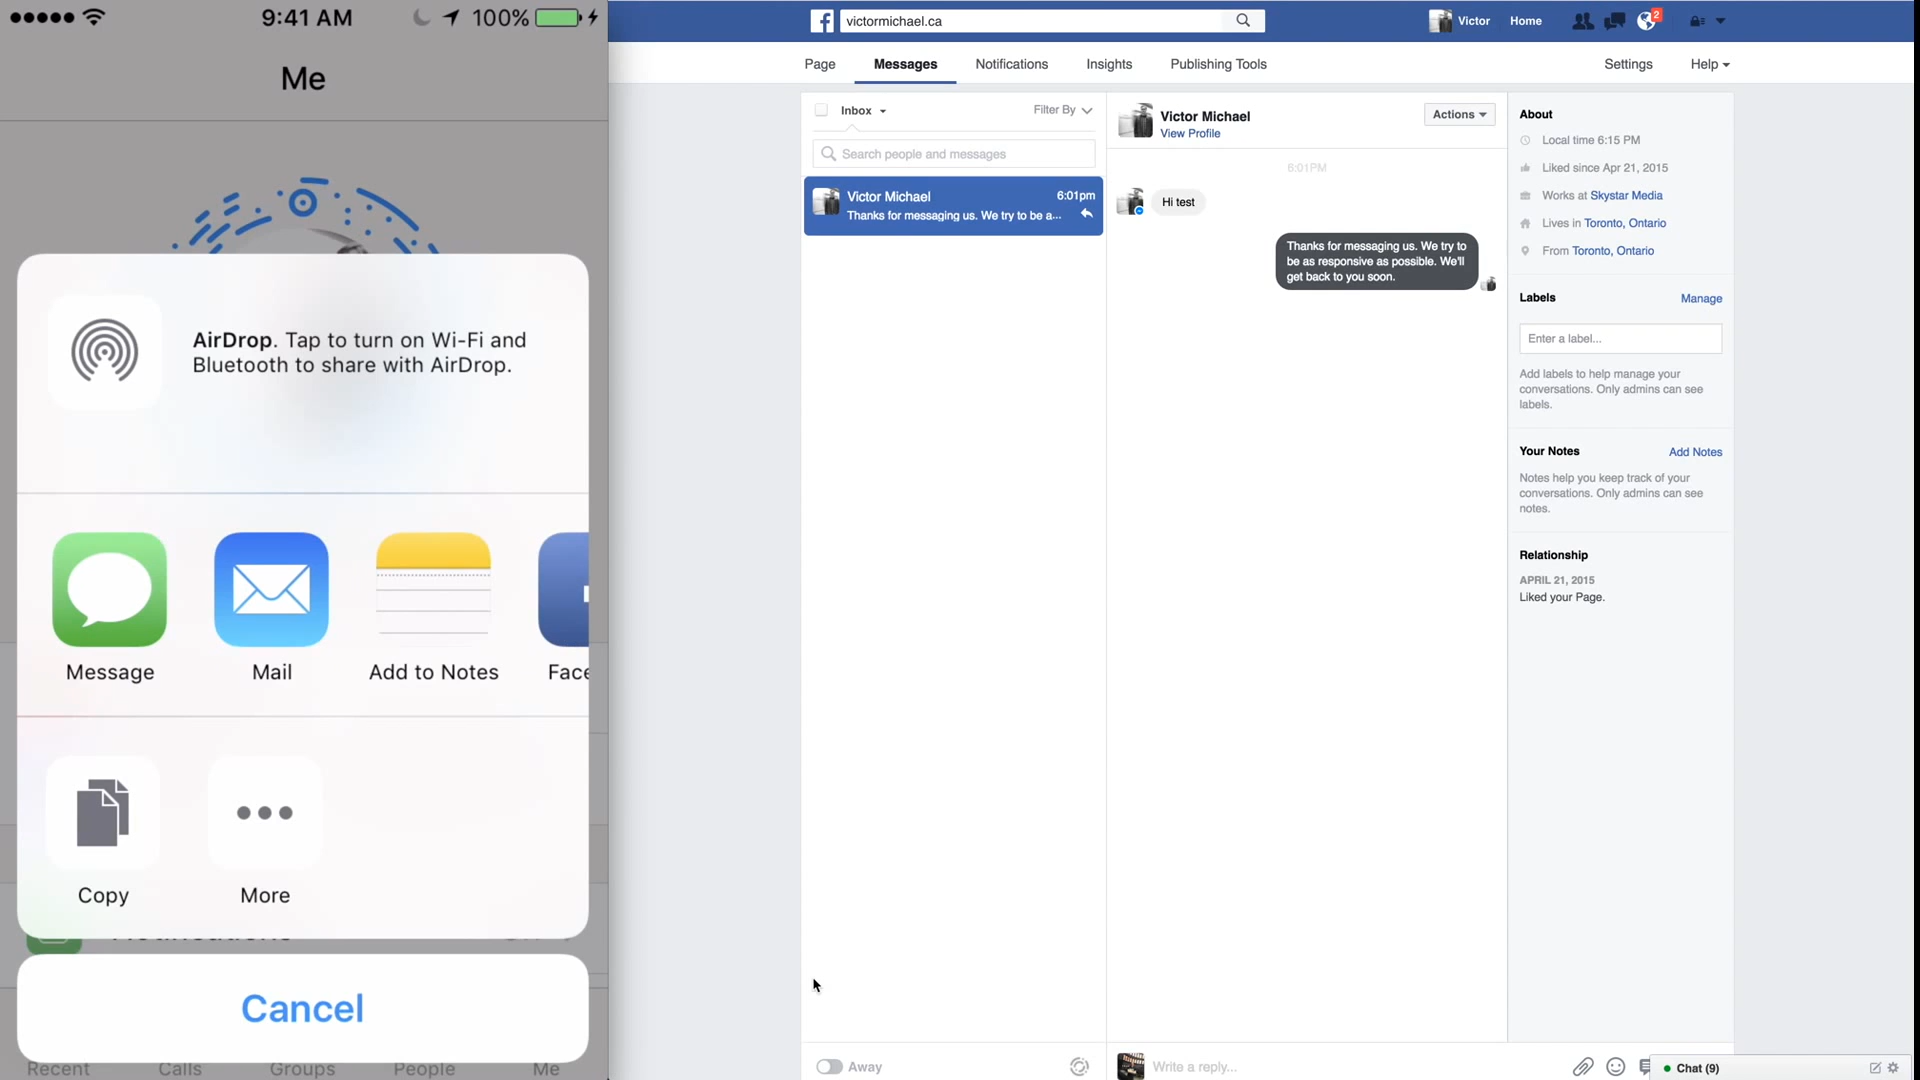 9:41 AM
100%
Me
AirDrop. Tap to turn on Wi-Fi and
Bluetooth to share with AirDrop.
Message
Mail
Add to Notes
Face
Copy
More
Cancel
Recent
Calls
Groups
People
Me
victormichael.ca
Victor
Home
2
Page
Messages
Notifications
Insights
Publishing Tools
Settings
Help
Inbox
Filter By
Search people and messages
Victor Michael
6:01pm
Thanks for messaging us. We try to be a...
Away
Victor Michael
View Profile
Actions
6:01PM
Hi test
Thanks for messaging us. We try to
be as responsive as possible. We'll
get back to you soon.
Write a reply...
About
Local time 6:15 PM
Liked since Apr 21, 2015
Works at Skystar Media
Lives in Toronto, Ontario
From Toronto, Ontario
Labels
Manage
Enter a label...
Add labels to help manage your
conversations. Only admins can see
labels.
Your Notes
Add Notes
Notes help you keep track of your
conversations. Only admins can see
notes.
Relationship
APRIL 21, 2015
Liked your Page.
Chat (9)